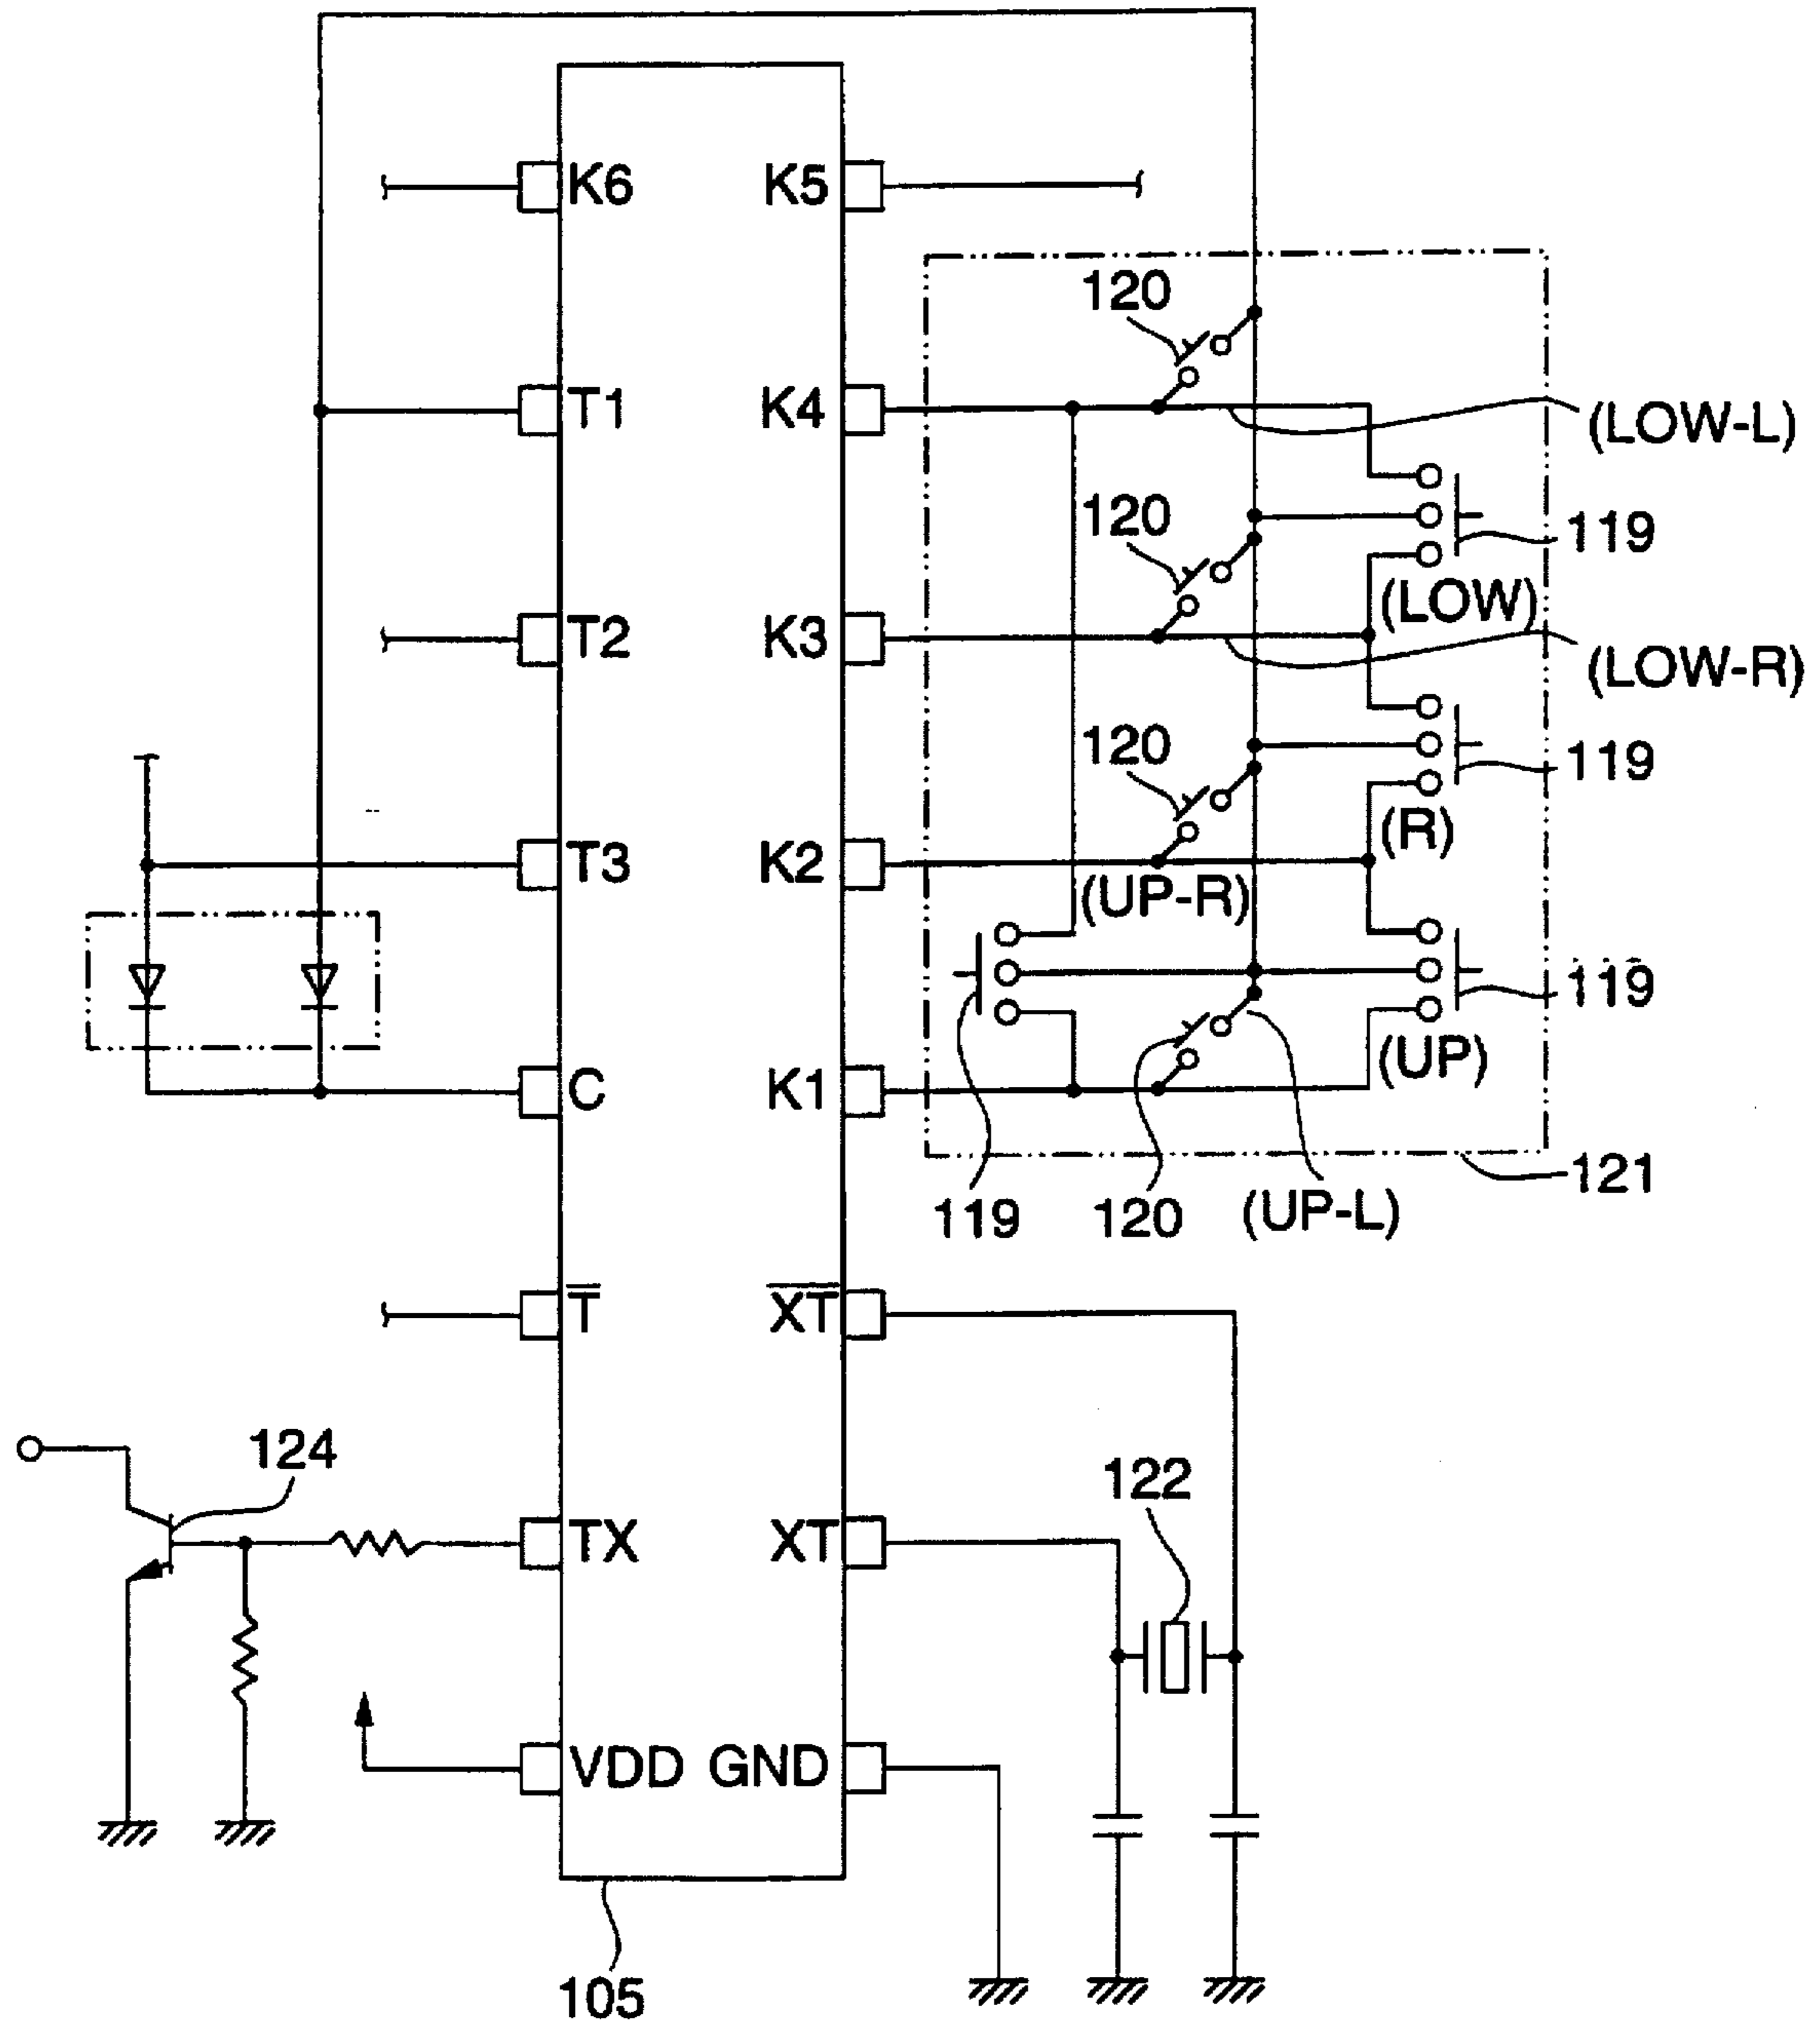 K6 K5
120
T1 K4
(LOW-L)
120
119
(LOW)
T2 K3
(LOW-R)
120
119
(R)
T3 K2
(UP-R)
119
(UP)
C K1
121
119 120 (UP-L)
T̅ X̅T̅
124
122
TX XT
VDD GND
105